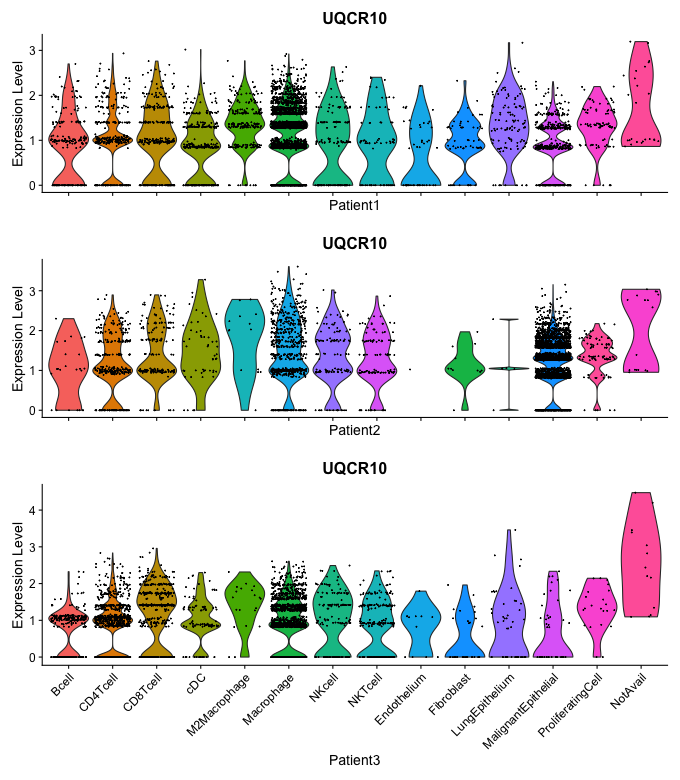 UQCR10
Expression Level
3
2
1
0
Patient1
UQCR10
Expression Level
3
2
1
0
Patient2
UQCR10
Expression Level
4
3
2
1
0
Bcell
CD4Tcell
CD8Tcell
cDC
M2Macrophage
Macrophage
NKcell
NKTcell
Endothelium
Fibroblast
LungEpithelium
MalignantEpithelial
ProliferatingCell
NotAvail
Patient3